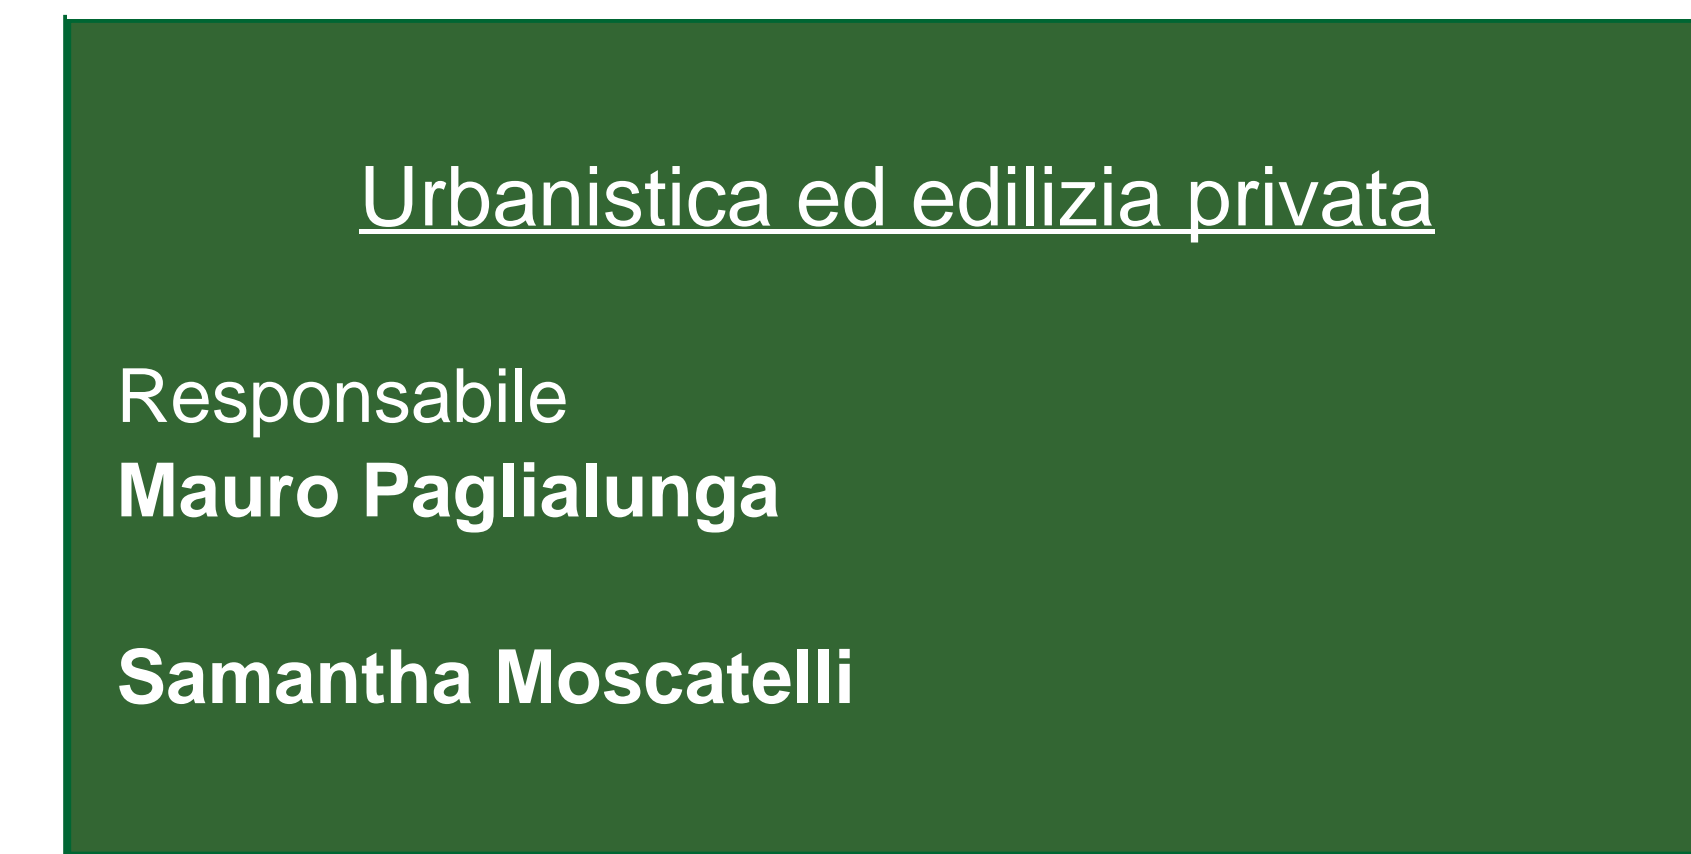 Urbanistica ed edilizia privata
Responsabile
Mauro Paglialunga
Samantha Moscatelli